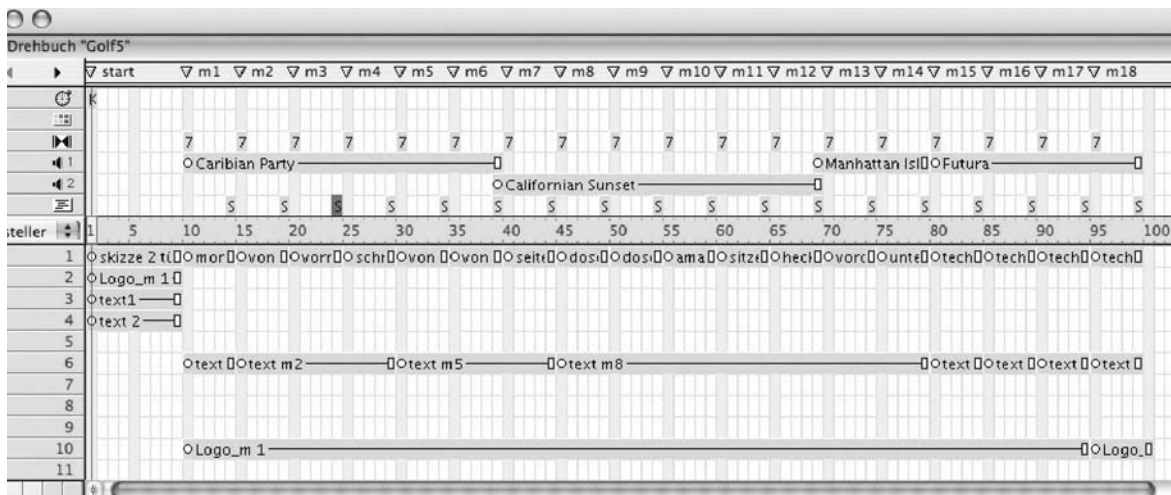 Drehbuch "Golf5"
start m1 m2 m3 m4 m5 m6 m7 m8 m9 m10 m11 m12 m13 m14 m15 m16 m17 m18
7 7 7 7 7 7 7 7 7 7 7 7 7 7 7 7 7 7
1 Caribian Party Manhattan Isl Futura
2 Californian Sunset
S S S S S S S S S S S S S S S S S S
steller 1 5 10 15 20 25 30 35 40 45 50 55 60 65 70 75 80 85 90 95 100
1 skizze 2 tü mor von vorr schr von von seite dos dos ama sitze heck vorc unte tech tech tech tech
2 Logo_m 1
3 text1
4 text 2
5
6 text text m2 text m5 text m8 text text text text
7
8
9
10 Logo_m 1 Logo_
11